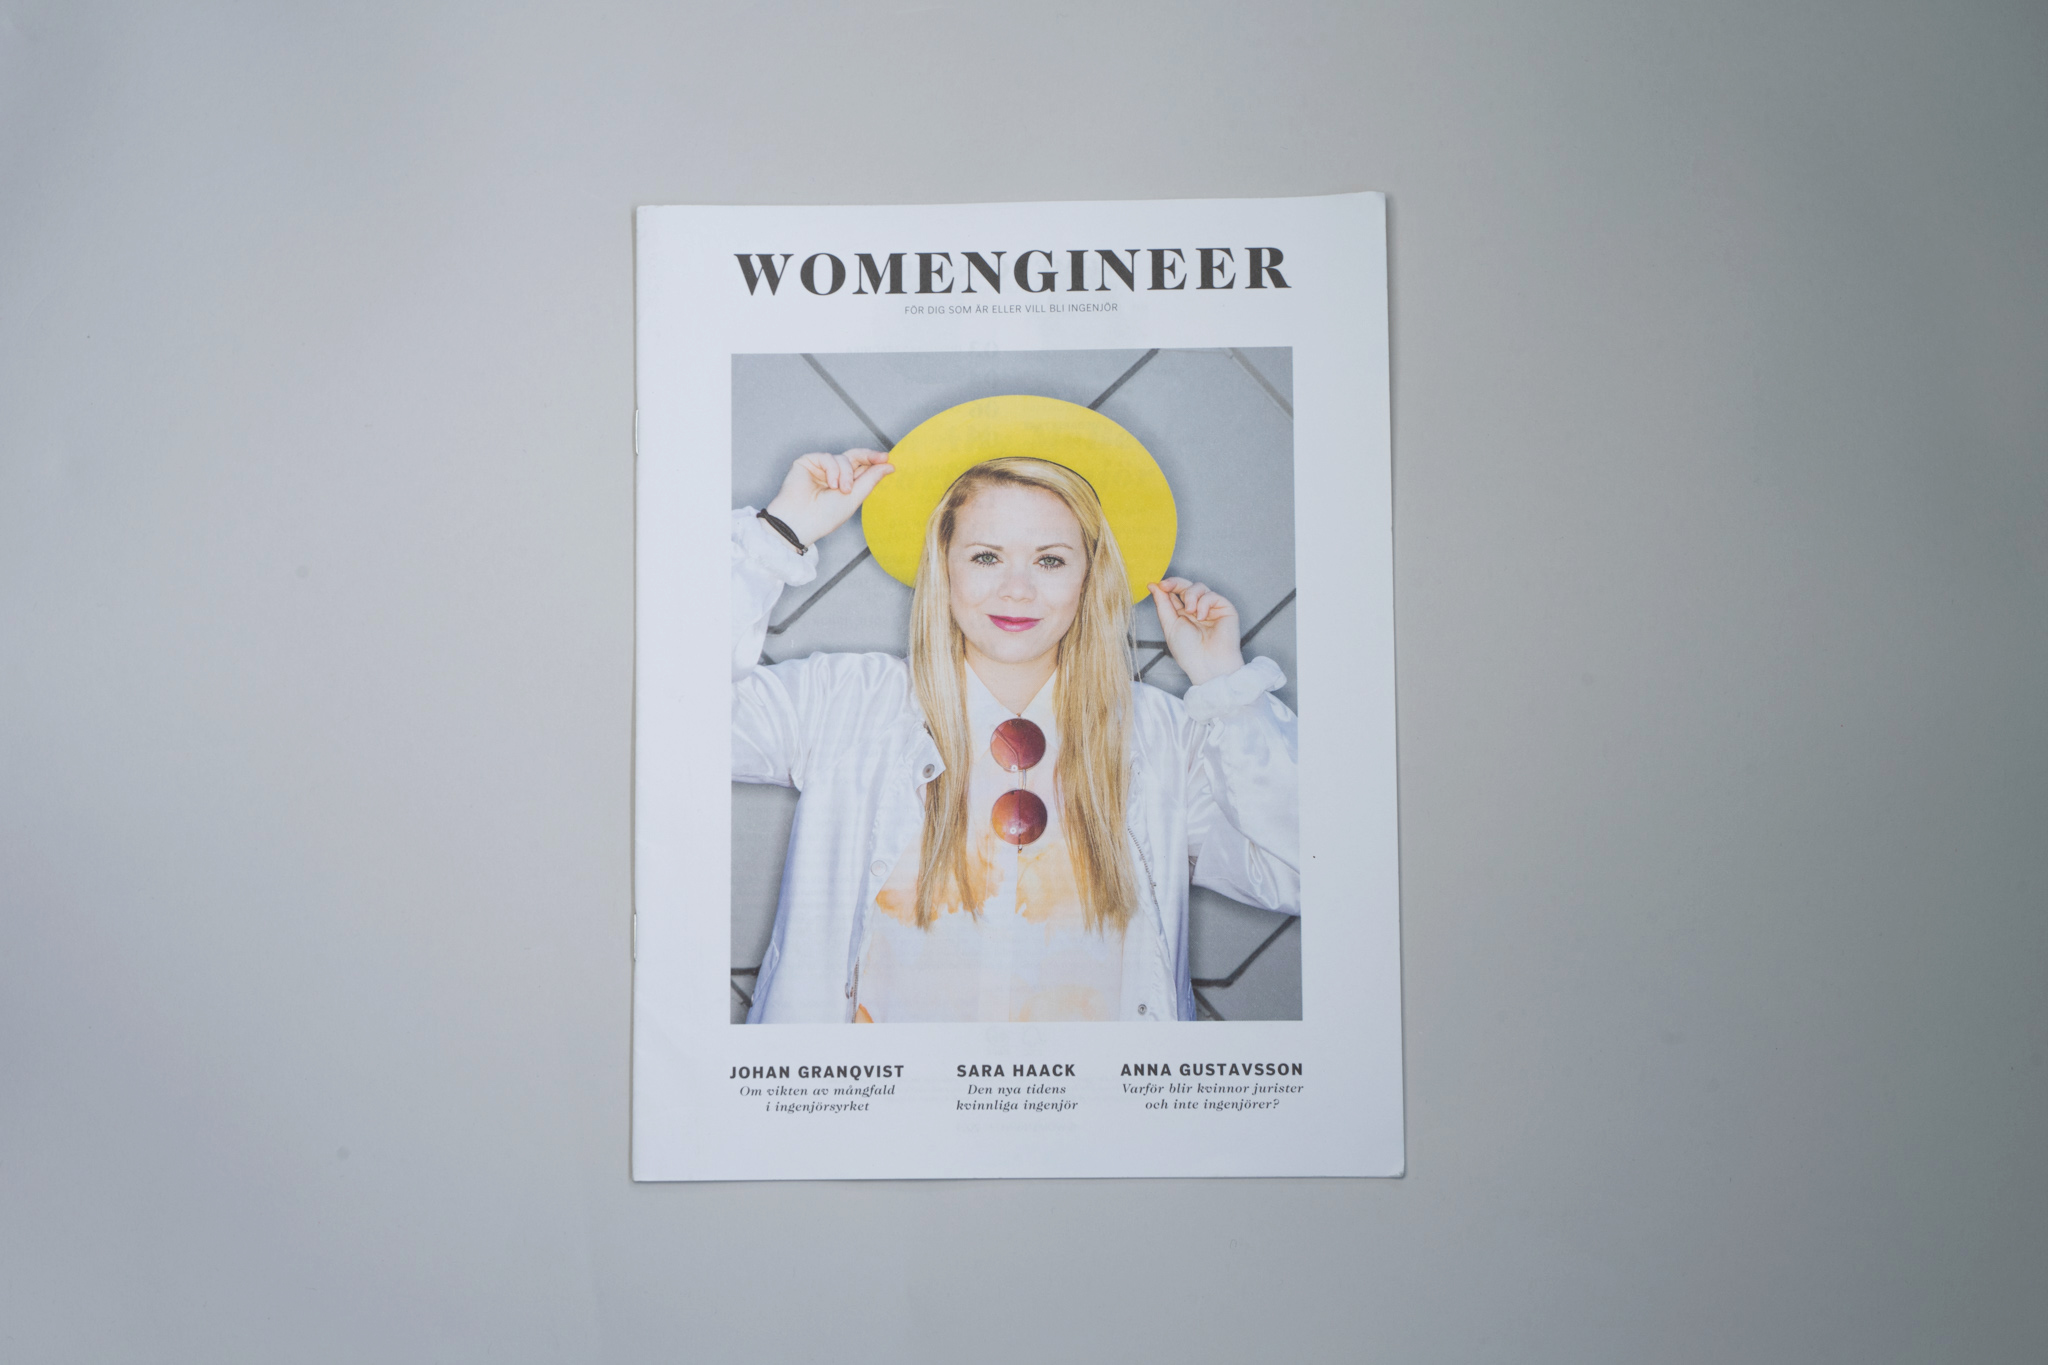 WOMENGINEER
FÖR DIG SOM ÄR ELLER VILL BLI INGENJÖR
JOHAN GRANQVIST
Om vikten av mångfald
i ingenjörsyrket
SARA HAACK
Den nya tidens
kvinnliga ingenjör
ANNA GUSTAVSSON
Varför blir kvinnor jurister
och inte ingenjörer?